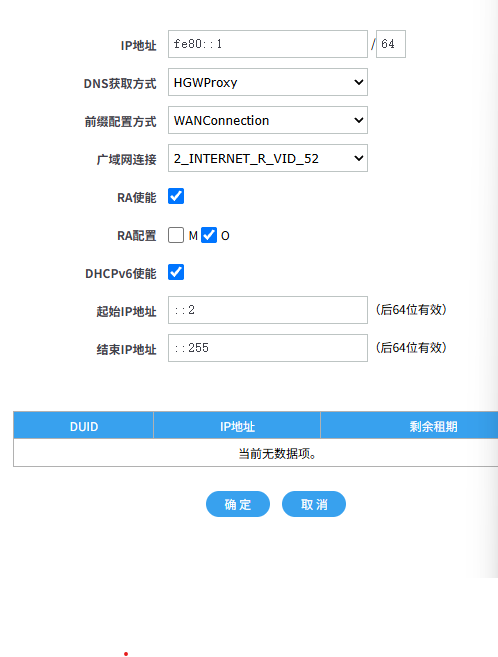 IP地址 fe80::1 / 64
DNS获取方式 HGWProxy
前缀配置方式 WANConnection
广域网连接 2_INTERNET_R_VID_52
RA使能
RA配置 M O
DHCPv6使能
起始IP地址 ::2 （后64位有效）
结束IP地址 ::255 （后64位有效）
DUID IP地址 剩余租期
当前无数据项。
确 定 取 消